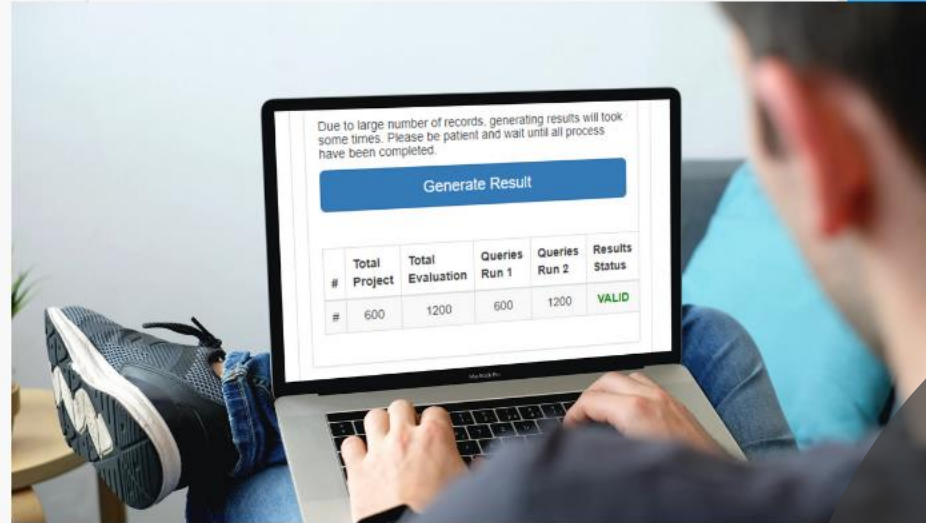 Due to large number of records, generating results will took
some times. Please be patient and wait until all process
have been completed.
Generate Result
# Total Project Total Evaluation Queries Run 1 Queries Run 2 Results Status
# 600 1200 600 1200 VALID
MacBook Pro